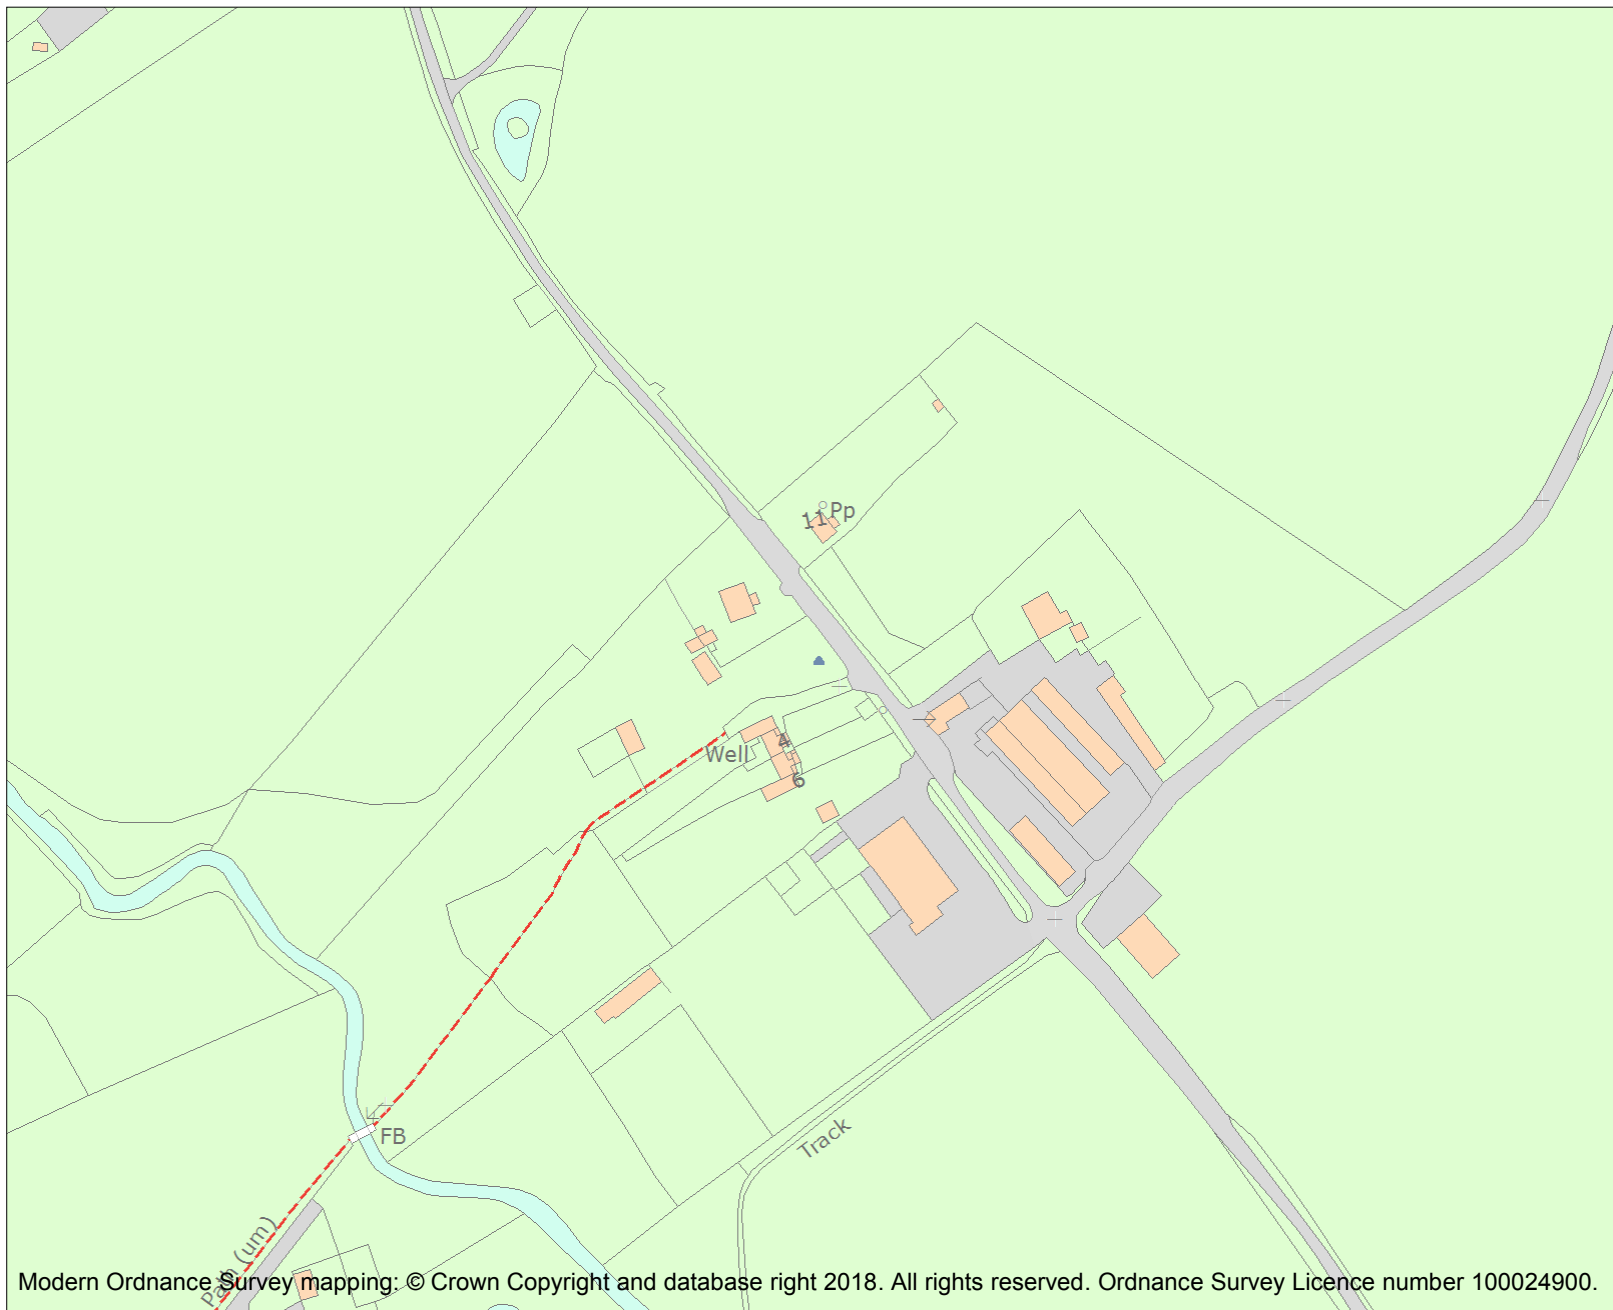 11 Pp
4
Well
6
FB
Track
Path (um)
Modern Ordnance Survey mapping: © Crown Copyright and database right 2018. All rights reserved. Ordnance Survey Licence number 100024900.